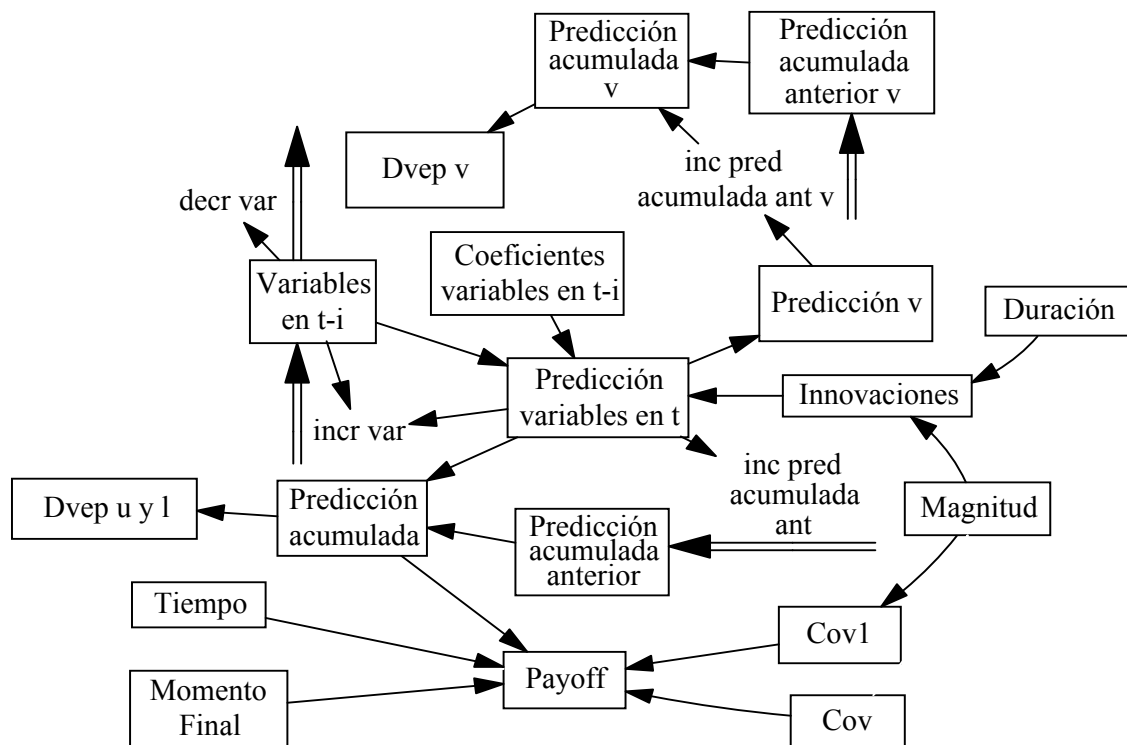 Predicción
acumulada
v
Predicción
acumulada
anterior v
Dvep v
inc pred
acumulada ant v
decr var
Coeficientes
variables en t-i
Variables
en t-i
Predicción v
Duración
Predicción
variables en t
Innovaciones
incr var
inc pred
acumulada
ant
Dvep u y l
Predicción
acumulada
Magnitud
Predicción
acumulada
anterior
Tiempo
Cov1
Payoff
Momento
Final
Cov